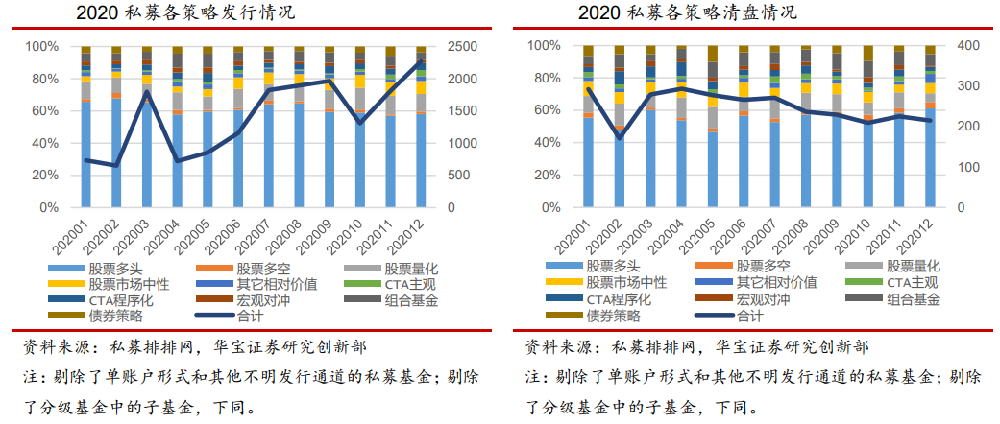 2020 私募各策略发行情况
100%
80%
60%
40%
20%
0%
2500
2000
1500
1000
500
0
202001
202002
202003
202004
202005
202006
202007
202008
202009
202010
202011
202012
股票多头
股票多空
股票量化
股票市场中性
其它相对价值
CTA主观
CTA程序化
宏观对冲
组合基金
债券策略
合计
资料来源：私募排排网，华宝证券研究创新部
注：剔除了单账户形式和其他不明发行通道的私募基金；剔除
了分级基金中的子基金，下同。
2020 私募各策略清盘情况
100%
80%
60%
40%
20%
0%
400
300
200
100
0
202001
202002
202003
202004
202005
202006
202007
202008
202009
202010
202011
202012
股票多头
股票多空
股票量化
股票市场中性
其它相对价值
CTA主观
CTA程序化
宏观对冲
组合基金
债券策略
合计
资料来源：私募排排网，华宝证券研究创新部
注：剔除了单账户形式和其他不明发行通道的私募基金；剔除
了分级基金中的子基金，下同。